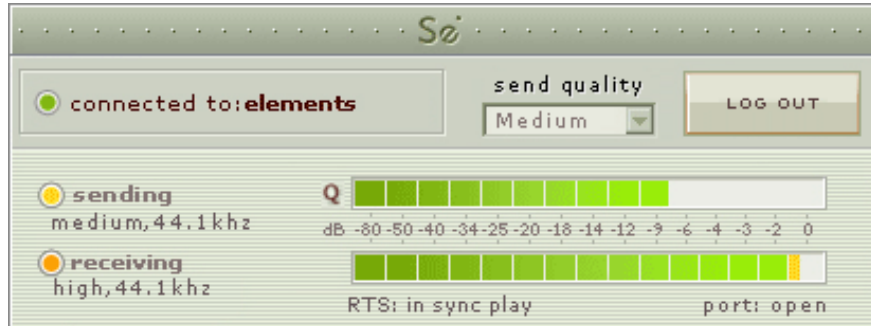 Se
send quality
connected to:elements
Medium
LOG OUT
sending
Q
medium,44.1khz
dB -80 -50 -40 -34 -25 -20 -18 -14 -12 -9 -6 -4 -3 -2 0
receiving
high,44.1khz
RTS: in sync play
port: open